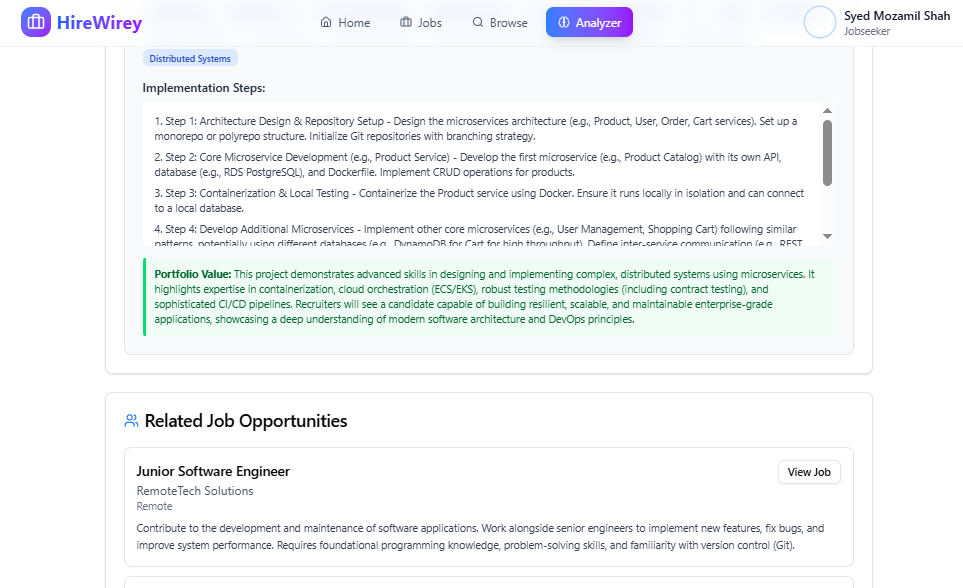 HireWirey
Home
Jobs
Browse
Analyzer
Syed Mozamil Shah
Jobseeker
Distributed Systems
Implementation Steps:
1. Step 1: Architecture Design & Repository Setup - Design the microservices architecture (e.g., Product, User, Order, Cart services). Set up a
monorepo or polyrepo structure. Initialize Git repositories with branching strategy.
2. Step 2: Core Microservice Development (e.g., Product Service) - Develop the first microservice (e.g., Product Catalog) with its own API,
database (e.g., RDS PostgreSQL), and Dockerfile. Implement CRUD operations for products.
3. Step 3: Containerization & Local Testing - Containerize the Product service using Docker. Ensure it runs locally in isolation and can connect
to a local database.
4. Step 4: Develop Additional Microservices - Implement other core microservices (e.g., User Management, Shopping Cart) following similar
patterns, potentially using different databases (e.g., DynamoDB for Cart for high throughput). Define inter-service communication (e.g., REST
Portfolio Value: This project demonstrates advanced skills in designing and implementing complex, distributed systems using microservices. It
highlights expertise in containerization, cloud orchestration (ECS/EKS), robust testing methodologies (including contract testing), and
sophisticated CI/CD pipelines. Recruiters will see a candidate capable of building resilient, scalable, and maintainable enterprise-grade
applications, showcasing a deep understanding of modern software architecture and DevOps principles.
Related Job Opportunities
Junior Software Engineer
View Job
RemoteTech Solutions
Remote
Contribute to the development and maintenance of software applications. Work alongside senior engineers to implement new features, fix bugs, and
improve system performance. Requires foundational programming knowledge, problem-solving skills, and familiarity with version control (Git).